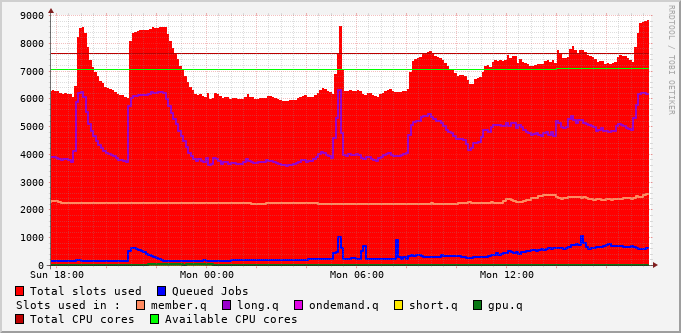 9000
8000
7000
6000
5000
4000
3000
2000
1000
0
Sun 18:00 Mon 00:00 Mon 06:00 Mon 12:00
Total slots used Queued Jobs
Slots used in : member.q long.q ondemand.q short.q gpu.q
Total CPU cores Available CPU cores
RRDTOOL / TOBI OETIKER